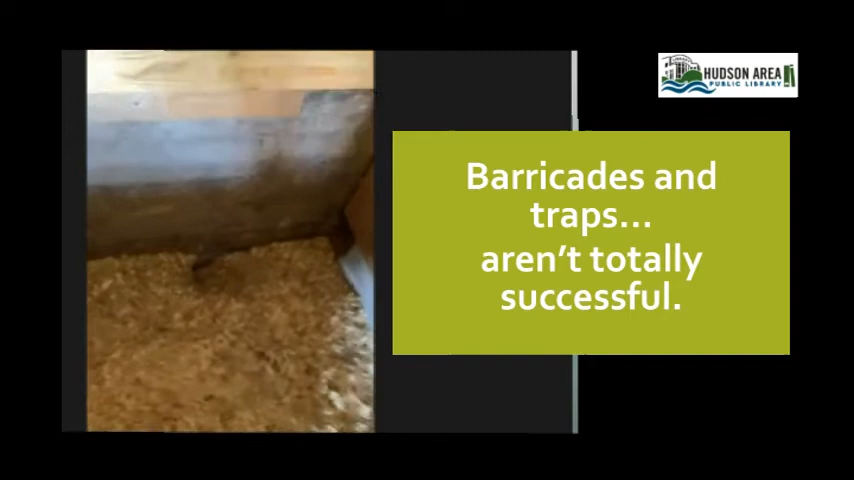 HUDSON AREA
PUBLIC LIBRARY
Barricades and
traps...
aren't totally
successful.